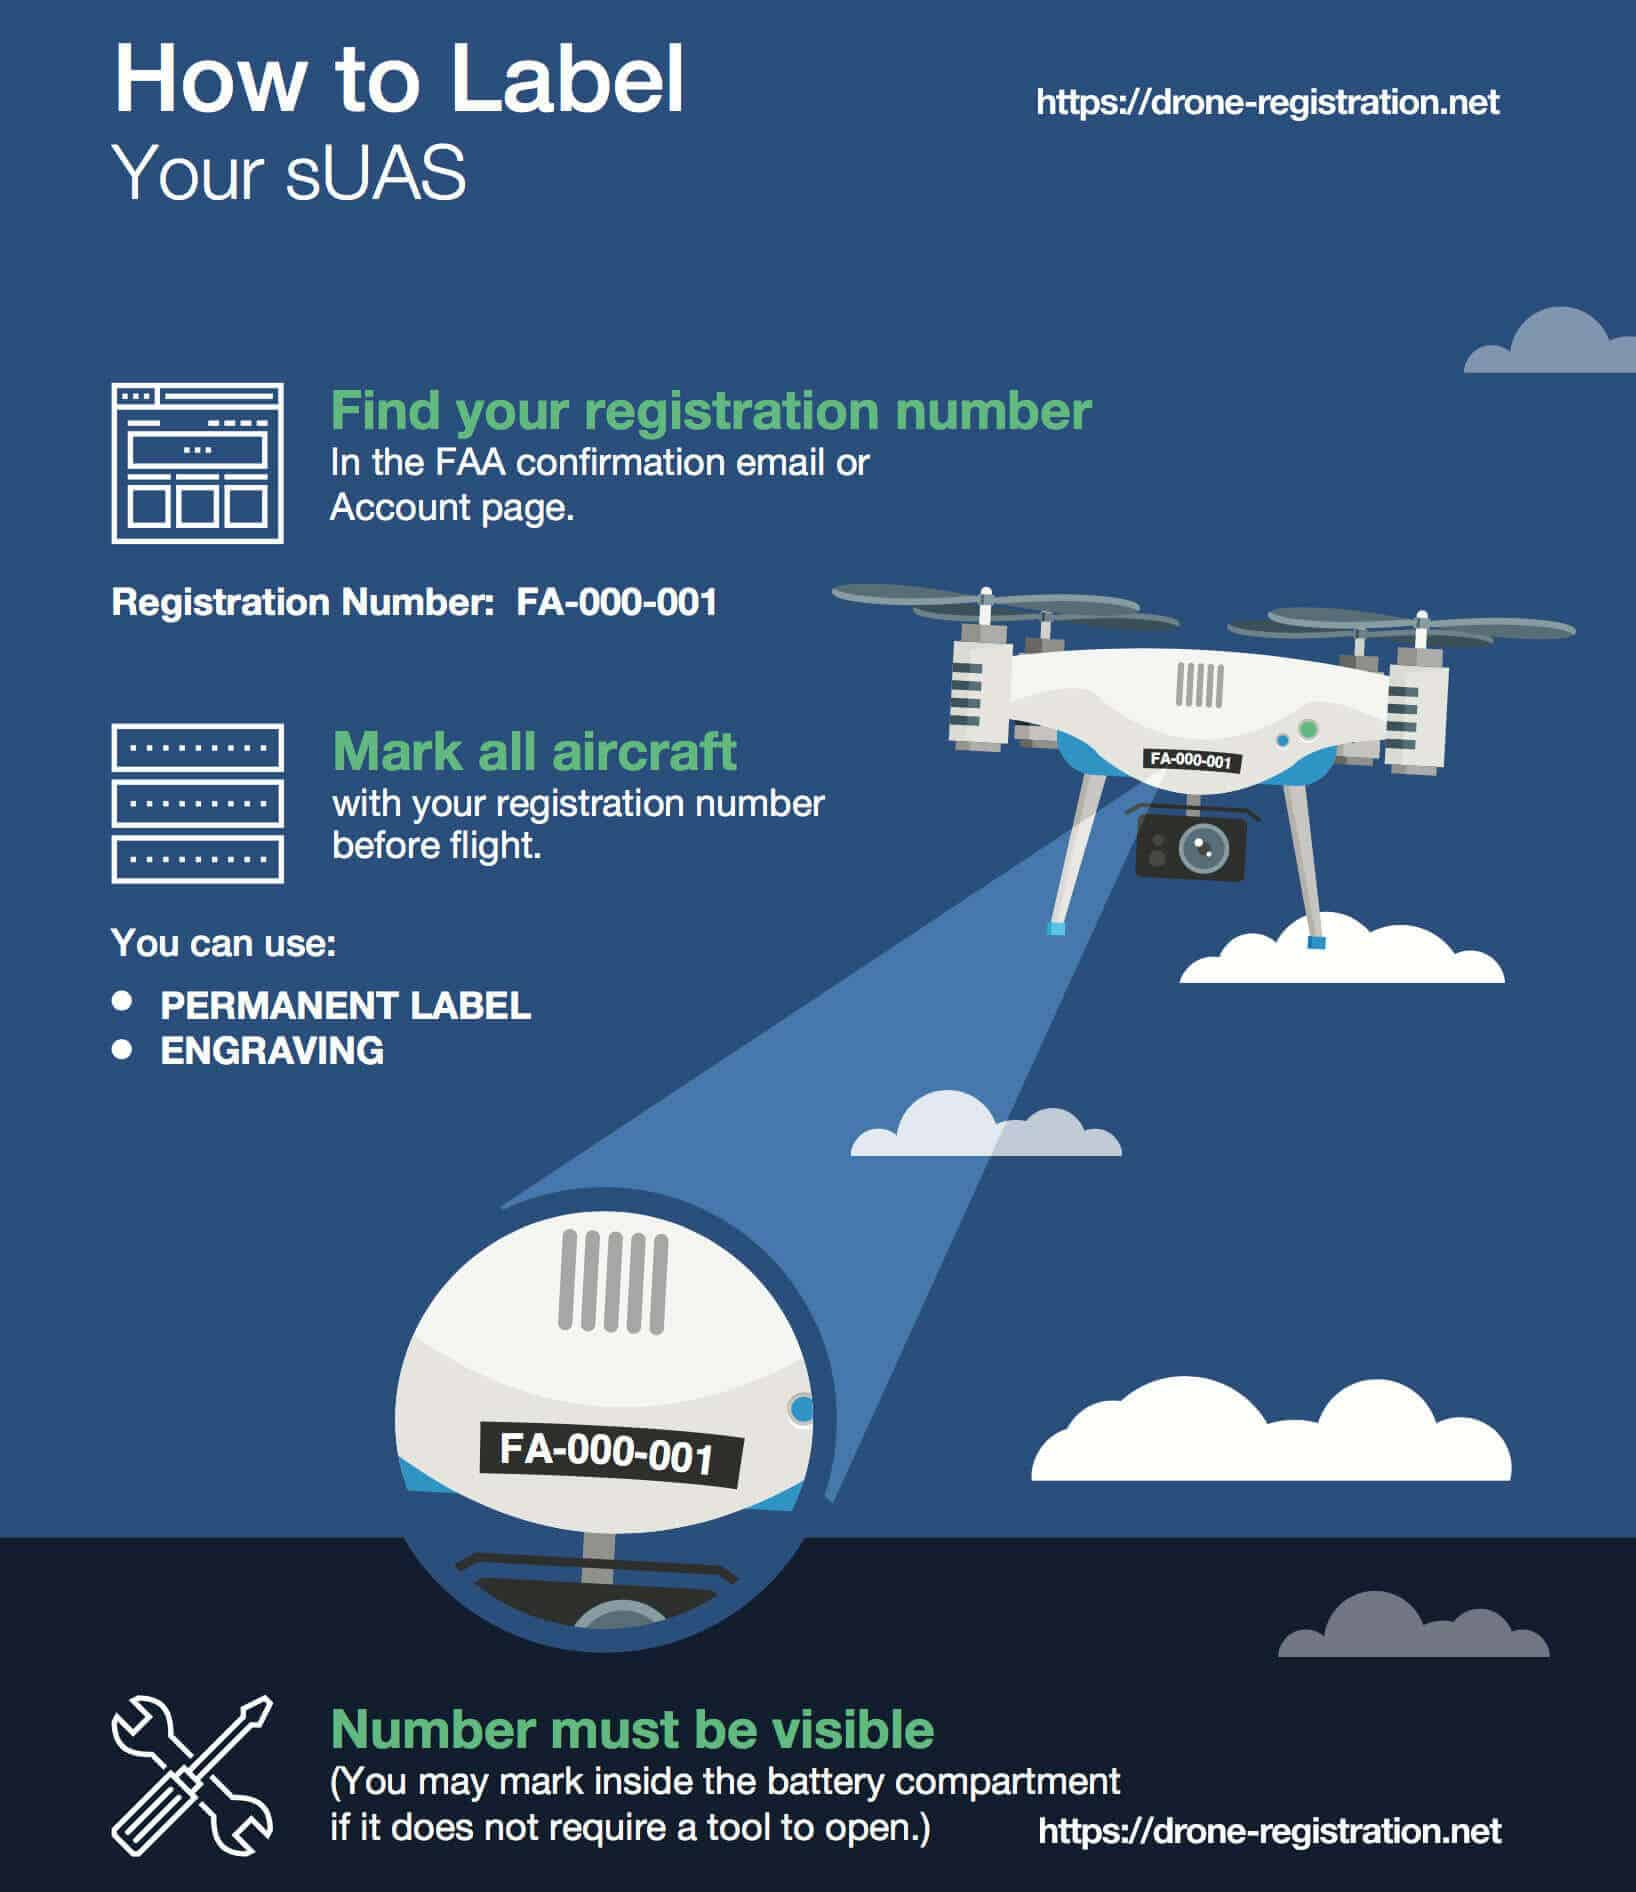 How to Label
Your sUAS
https://drone-registration.net
Find your registration number
In the FAA confirmation email or
Account page.
Registration Number: FA-000-001
Mark all aircraft
with your registration number
before flight.
FA-000-001
You can use:
• PERMANENT LABEL
• ENGRAVING
FA-000-001
Number must be visible
(You may mark inside the battery compartment
if it does not require a tool to open.)
https://drone-registration.net